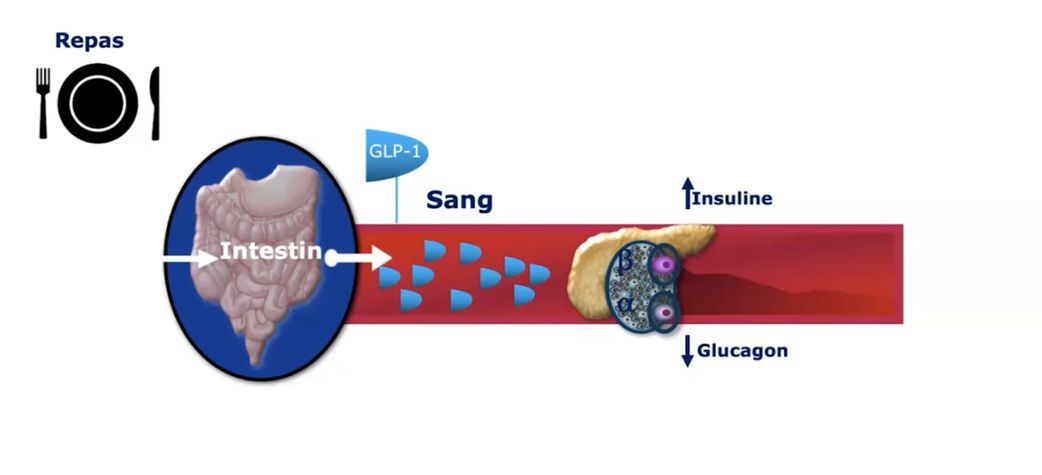 Repas
GLP-1
Sang
Insuline
Intestin
β
α
Glucagon